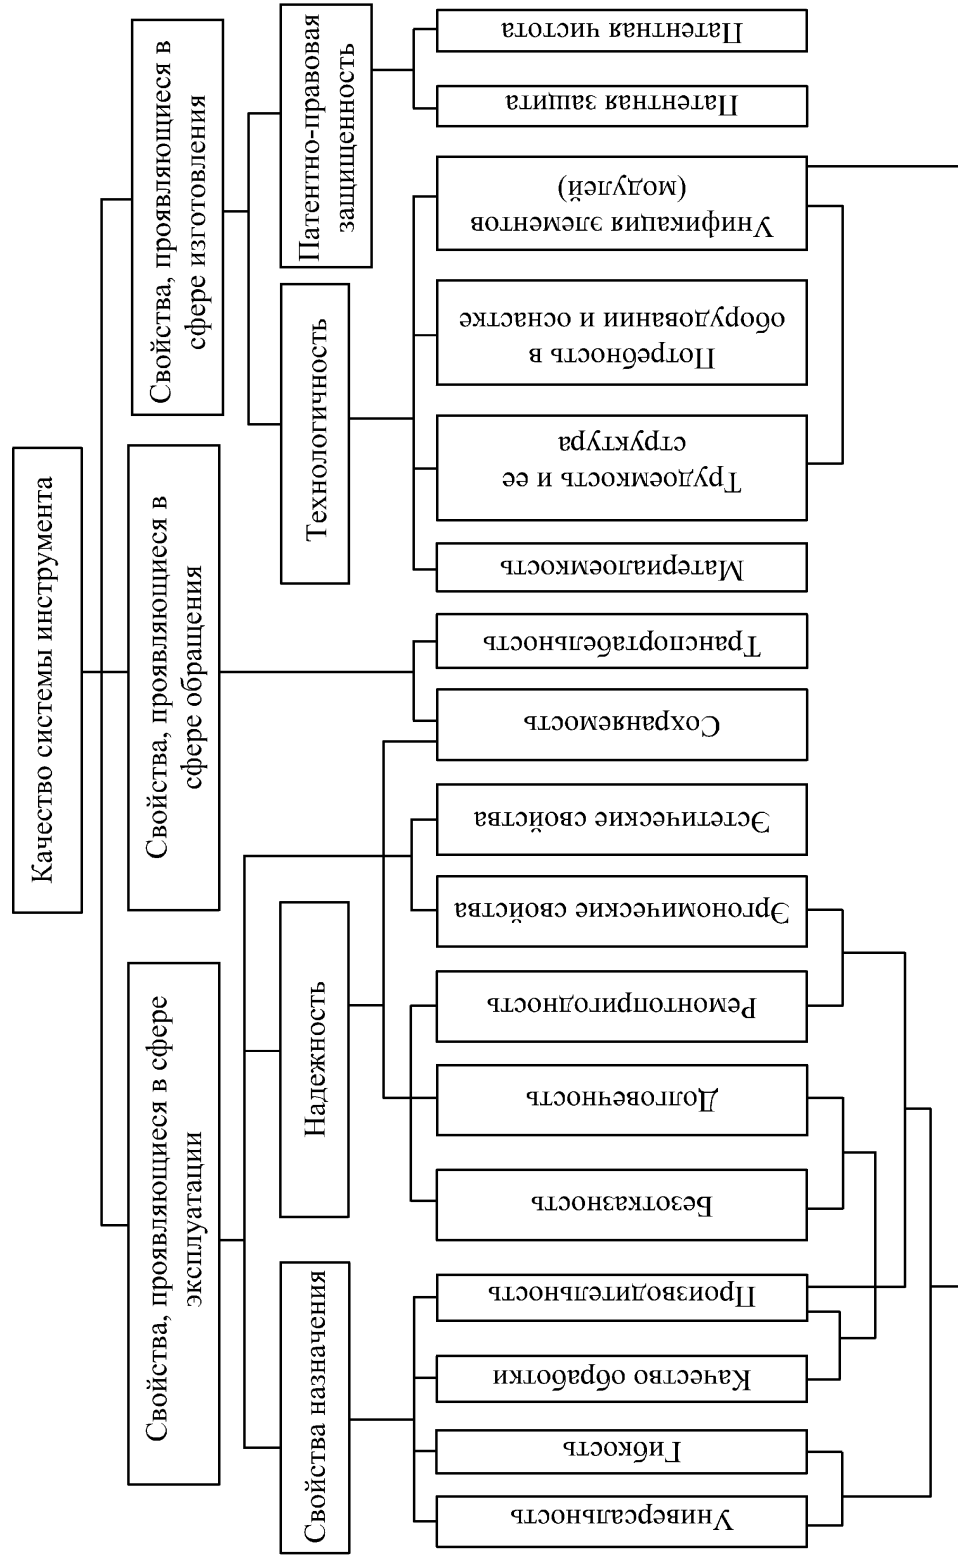 Качество системы инструмента
Свойства, проявляющиеся в сфере
эксплуатации
Свойства, проявляющиеся в
сфере обращения
Свойства, проявляющиеся в
сфере изготовления
Свойства назначения
Надежность
Технологичность
Патентно-правовая
защищенность
Универсальность
Гибкость
Качество обработки
Производительность
Безотказность
Долговечность
Ремонтопригодность
Эргономические свойства
Эстетические свойства
Сохраняемость
Транспортабельность
Материалоемкость
Трудоемкость и ее
структура
Потребность в
оборудовании и оснастке
Унификация элементов
(модулей)
Патентная защита
Патентная чистота